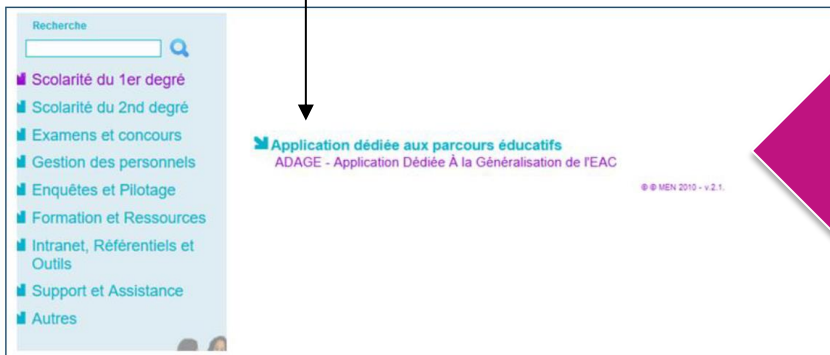 Recherche
Scolarité du 1er degré
Scolarité du 2nd degré
Examens et concours
Gestion des personnels
Enquêtes et Pilotage
Formation et Ressources
Intranet, Référentiels et
Outils
Support et Assistance
Autres
Application dédiée aux parcours éducatifs
ADAGE - Application Dédiée À la Généralisation de l'EAC
© © MEN 2010 - v.2.1.